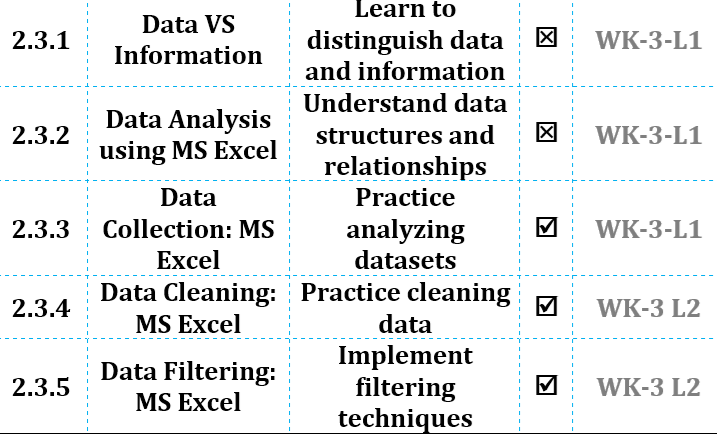 2.3.1
Data VS
Information
Learn to
distinguish data
and information
☒
WK-3-L1
2.3.2
Data Analysis
using MS Excel
Understand data
structures and
relationships
☒
WK-3-L1
2.3.3
Data
Collection: MS
Excel
Practice
analyzing
datasets
☑
WK-3-L1
2.3.4
Data Cleaning:
MS Excel
Practice cleaning
data
☑
WK-3 L2
2.3.5
Data Filtering:
MS Excel
Implement
filtering
techniques
☑
WK-3 L2